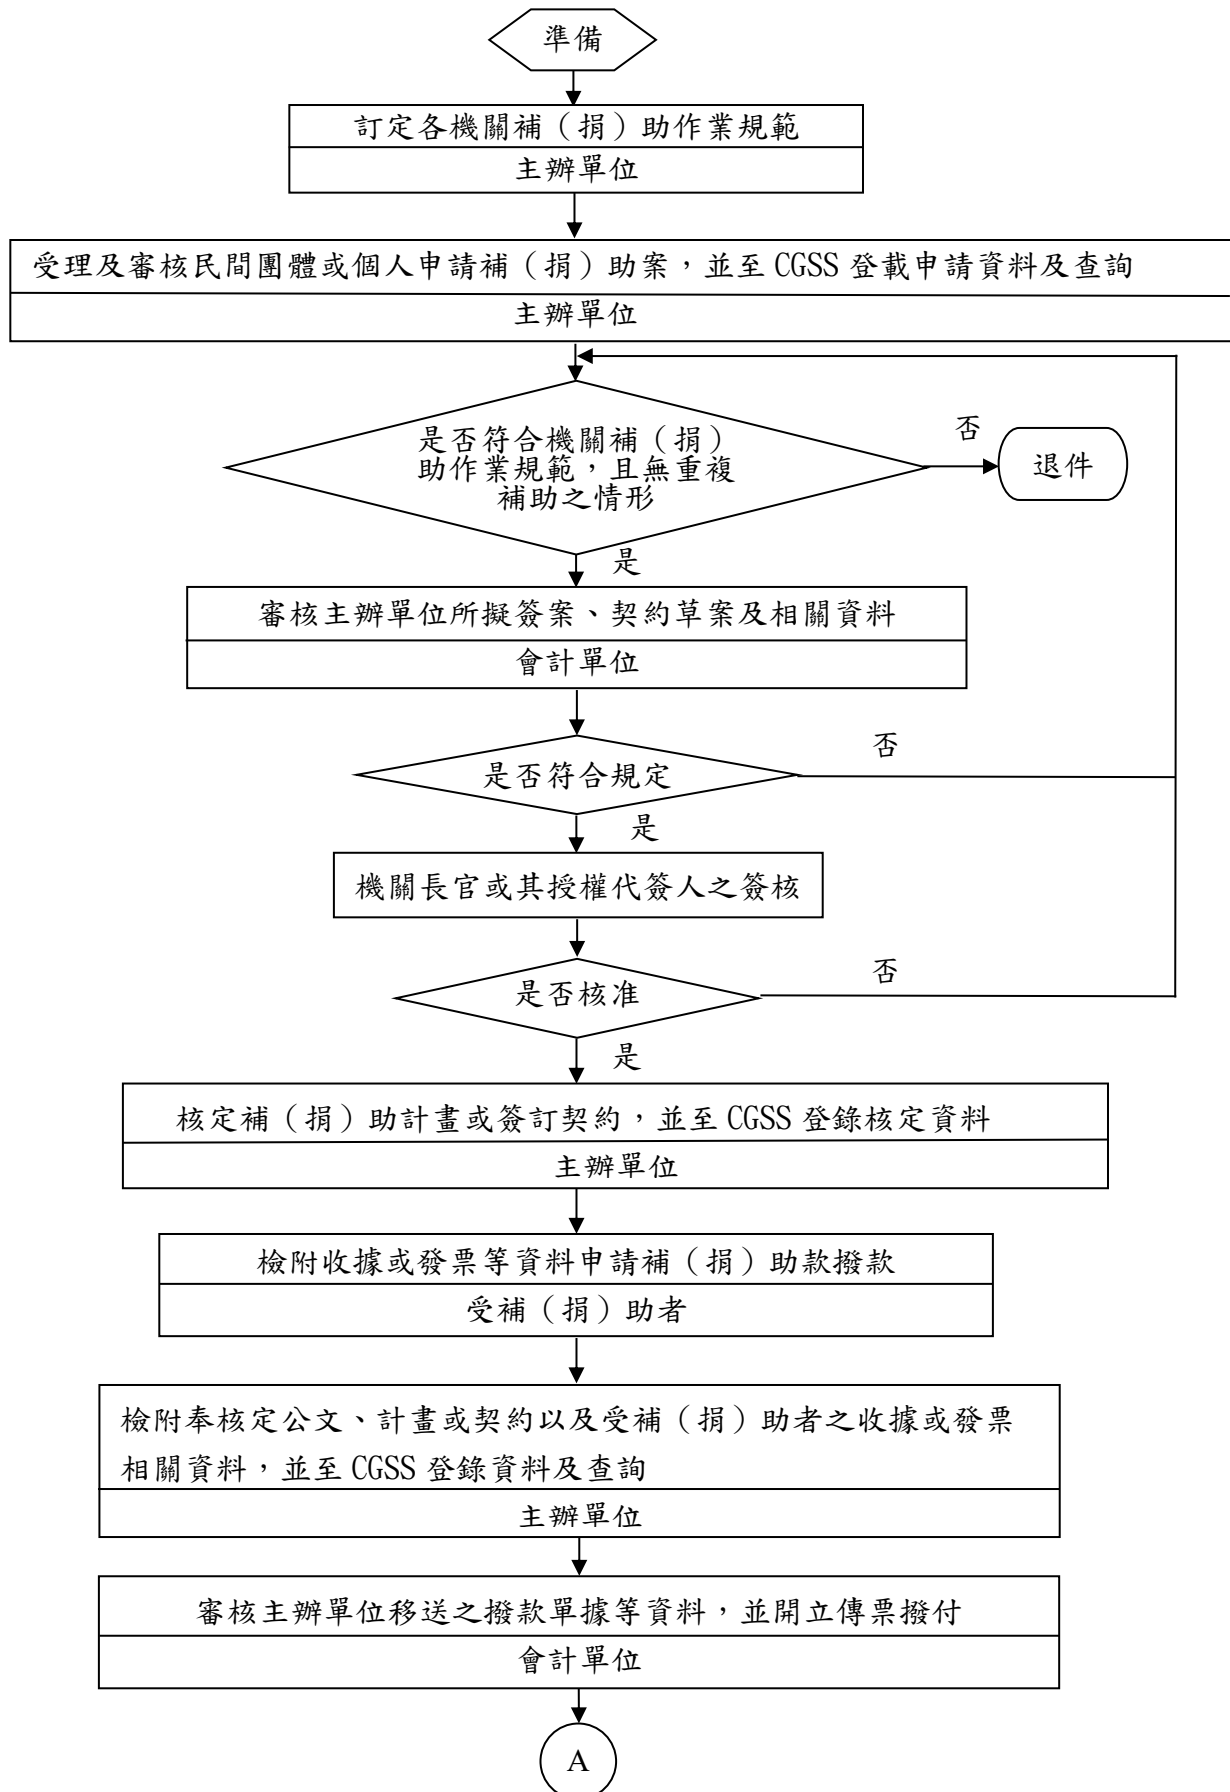 準備
訂定各機關補（捐）助作業規範
主辦單位
受理及審核民間團體或個人申請補（捐）助案，並至 CGSS 登載申請資料及查詢
主辦單位
是否符合機關補（捐）
助作業規範，且無重複
補助之情形
否
退件
是
審核主辦單位所擬簽案、契約草案及相關資料
會計單位
是否符合規定
否
是
機關長官或其授權代簽人之簽核
是否核准
否
是
核定補（捐）助計畫或簽訂契約，並至 CGSS 登錄核定資料
主辦單位
檢附收據或發票等資料申請補（捐）助款撥款
受補（捐）助者
檢附奉核定公文、計畫或契約以及受補（捐）助者之收據或發票
相關資料，並至 CGSS 登錄資料及查詢
主辦單位
審核主辦單位移送之撥款單據等資料，並開立傳票撥付
會計單位
A